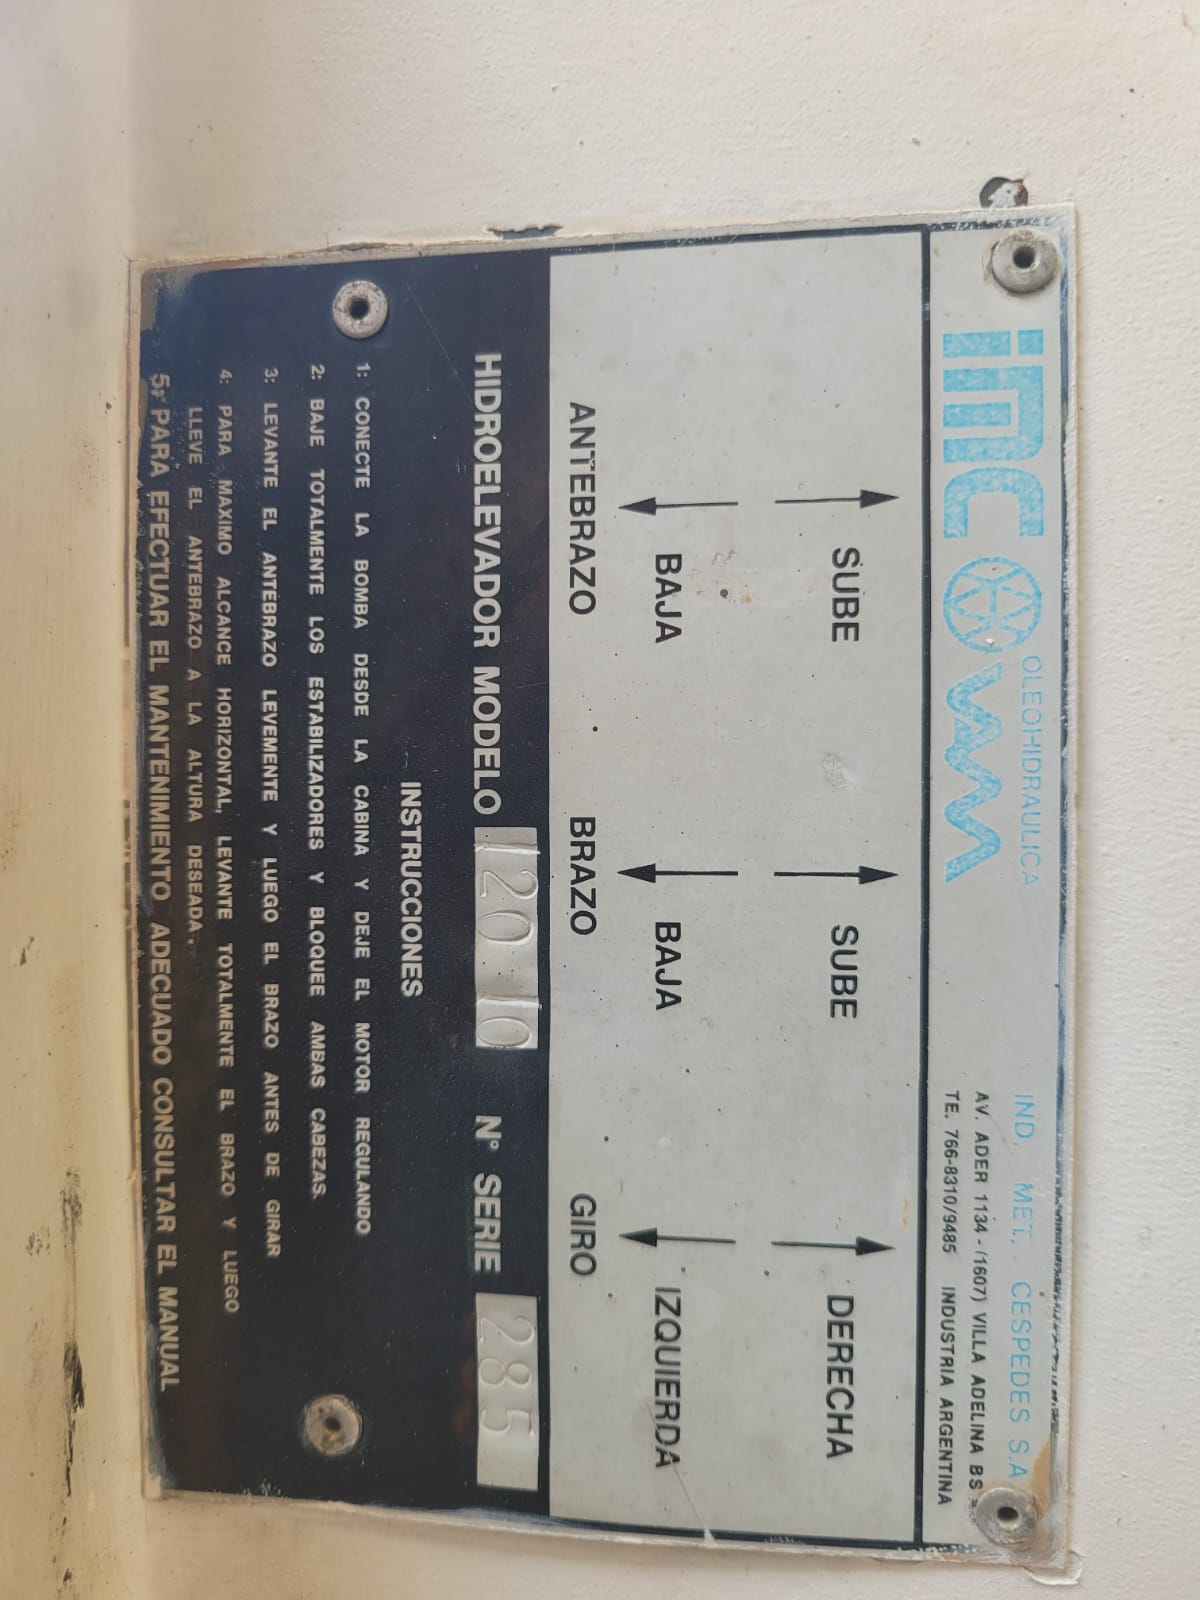 OLEOHIDRAULICA
INCOMM
IND. MET. CESPEDES S.A
AV. ADER 1134 - (1607) VILLA ADELINA BS
TE. 766-8310/9485 INDUSTRIA ARGENTINA
SUBE SUBE DERECHA
BAJA BAJA IZQUIERDA
ANTEBRAZO BRAZO GIRO
HIDROELEVADOR MODELO 120-10 N° SERIE 285
INSTRUCCIONES
1: CONECTE LA BOMBA DESDE LA CABINA Y DEJE EL MOTOR REGULANDO
2: BAJE TOTALMENTE LOS ESTABILIZADORES Y BLOQUEE AMBAS CABEZAS.
3: LEVANTE EL ANTEBRAZO LEVEMENTE Y LUEGO EL BRAZO ANTES DE GIRAR
4: PARA MAXIMO ALCANCE HORIZONTAL, LEVANTE TOTALMENTE EL BRAZO Y LUEGO
LLEVE EL ANTEBRAZO A LA ALTURA DESEADA.
5: PARA EFECTUAR EL MANTENIMIENTO ADECUADO CONSULTAR EL MANUAL